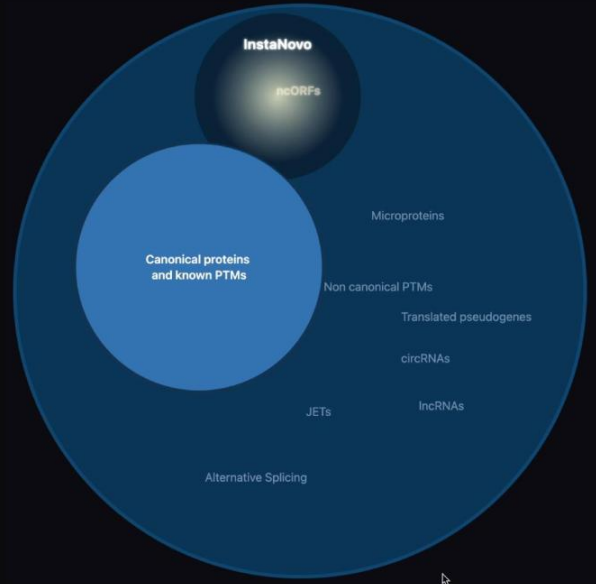 InstaNovo
ncORFs
Microproteins
Canonical proteins
and known PTMs
Non canonical PTMs
Translated pseudogenes
circRNAs
lncRNAs
JETs
Alternative Splicing